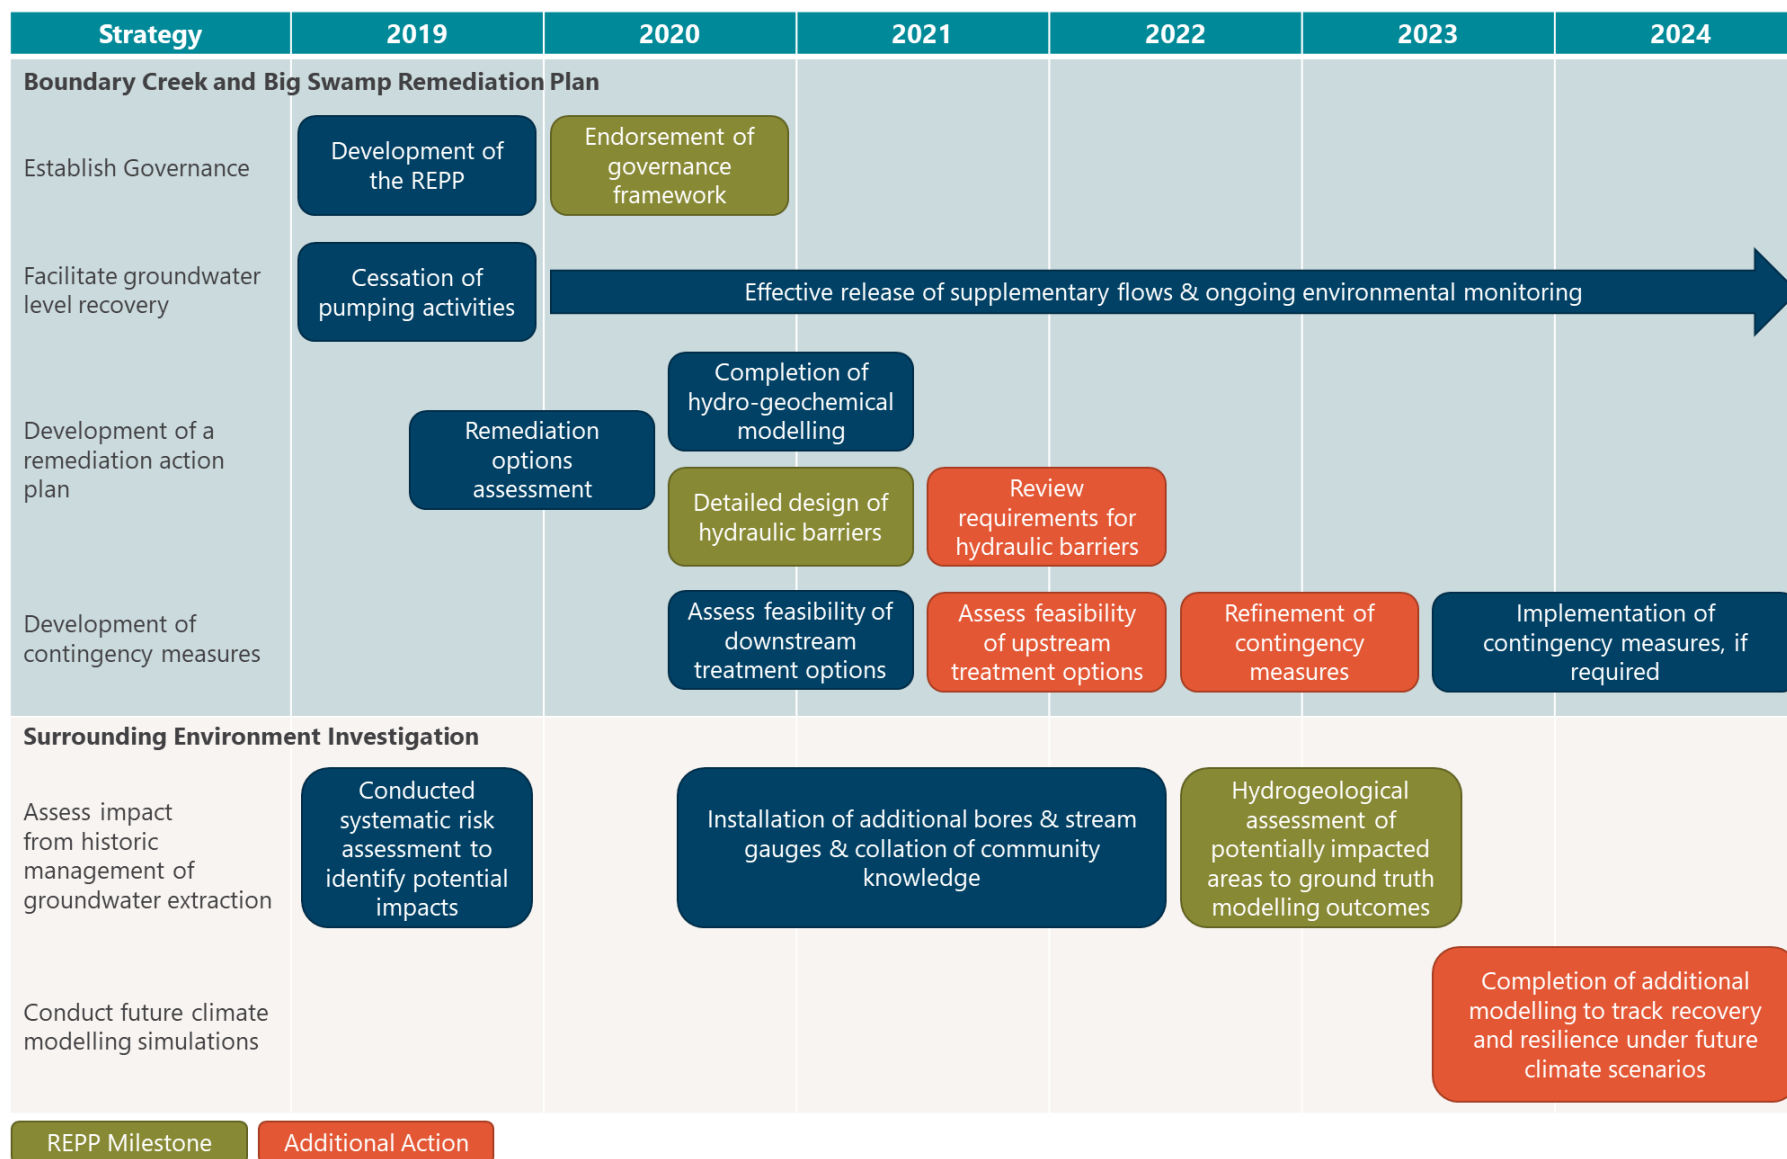 Strategy 2019 2020 2021 2022 2023 2024
Boundary Creek and Big Swamp Remediation Plan
Establish Governance
Development of
the REPP
Endorsement of
governance
framework
Facilitate groundwater
level recovery
Cessation of
pumping activities
Effective release of supplementary flows & ongoing environmental monitoring
Development of a
remediation action
plan
Remediation
options
assessment
Completion of
hydro-geochemical
modelling
Detailed design of
hydraulic barriers
Review
requirements for
hydraulic barriers
Development of
contingency measures
Assess feasibility of
downstream
treatment options
Assess feasibility
of upstream
treatment options
Refinement of
contingency
measures
Implementation of
contingency measures, if
required
Surrounding Environment Investigation
Assess impact
from historic
management of
groundwater extraction
Conducted
systematic risk
assessment to
identify potential
impacts
Installation of additional bores & stream
gauges & collation of community
knowledge
Hydrogeological
assessment of
potentially impacted
areas to ground truth
modelling outcomes
Conduct future climate
modelling simulations
Completion of additional
modelling to track recovery
and resilience under future
climate scenarios
REPP Milestone
Additional Action